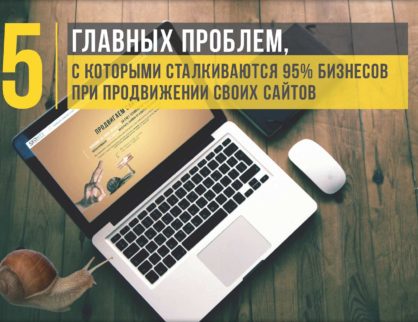 5 ГЛАВНЫХ ПРОБЛЕМ,
С КОТОРЫМИ СТАЛКИВАЮТСЯ 95% БИЗНЕСОВ
ПРИ ПРОДВИЖЕНИИ СВОИХ САЙТОВ